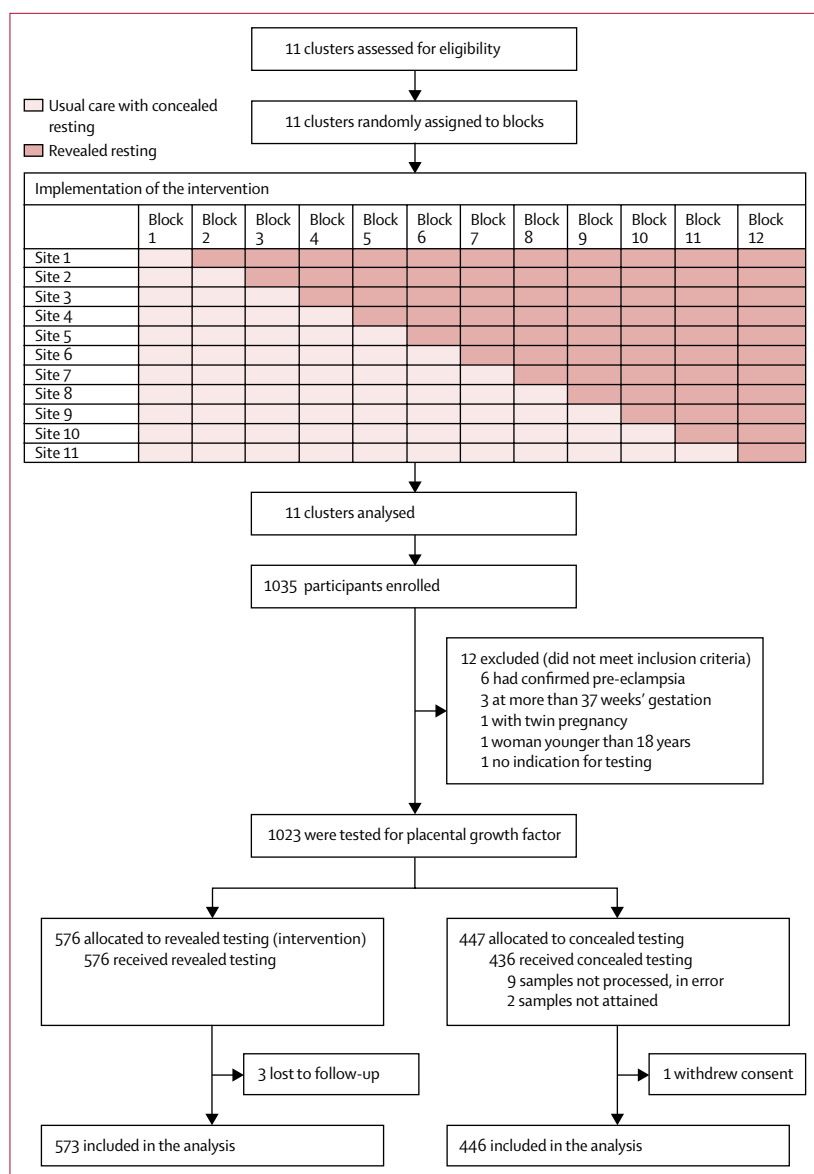 11 clusters assessed for eligibility
Usual care with concealed
resting
Revealed resting
11 clusters randomly assigned to blocks
Implementation of the intervention
Block 1 Block 2 Block 3 Block 4 Block 5 Block 6 Block 7 Block 8 Block 9 Block 10 Block 11 Block 12
Site 1
Site 2
Site 3
Site 4
Site 5
Site 6
Site 7
Site 8
Site 9
Site 10
Site 11
11 clusters analysed
1035 participants enrolled
12 excluded (did not meet inclusion criteria)
6 had confirmed pre-eclampsia
3 at more than 37 weeks' gestation
1 with twin pregnancy
1 woman younger than 18 years
1 no indication for testing
1023 were tested for placental growth factor
576 allocated to revealed testing (intervention)
576 received revealed testing
447 allocated to concealed testing
436 received concealed testing
9 samples not processed, in error
2 samples not attained
3 lost to follow-up
1 withdrew consent
573 included in the analysis
446 included in the analysis